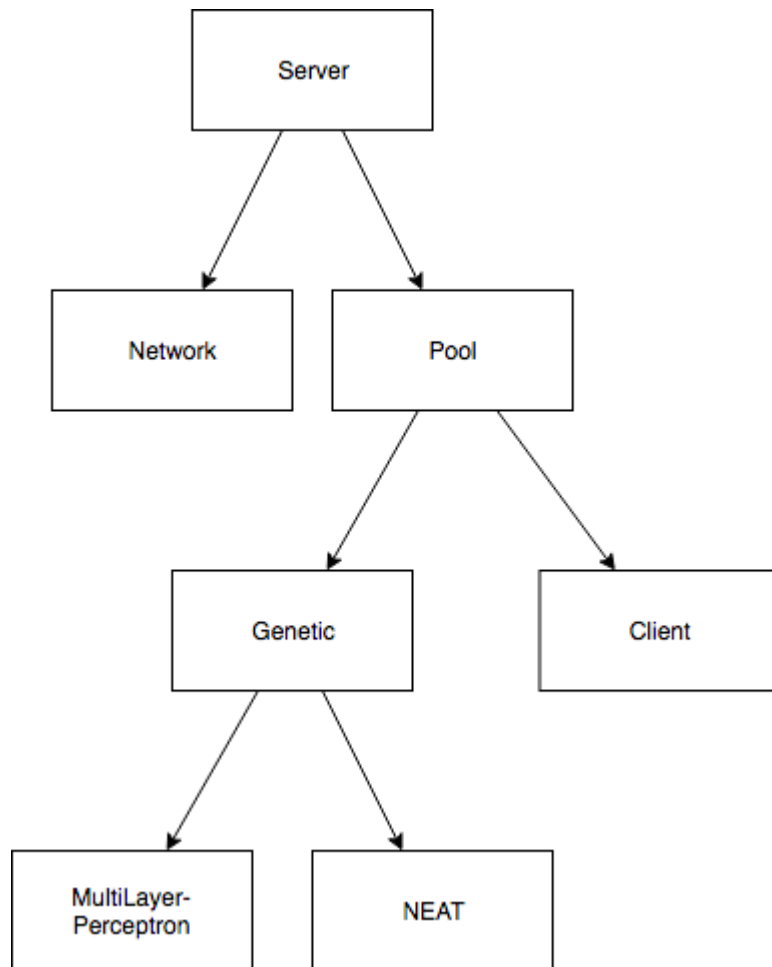 Server
Network
Pool
Genetic
Client
MultiLayer-
Perceptron
NEAT